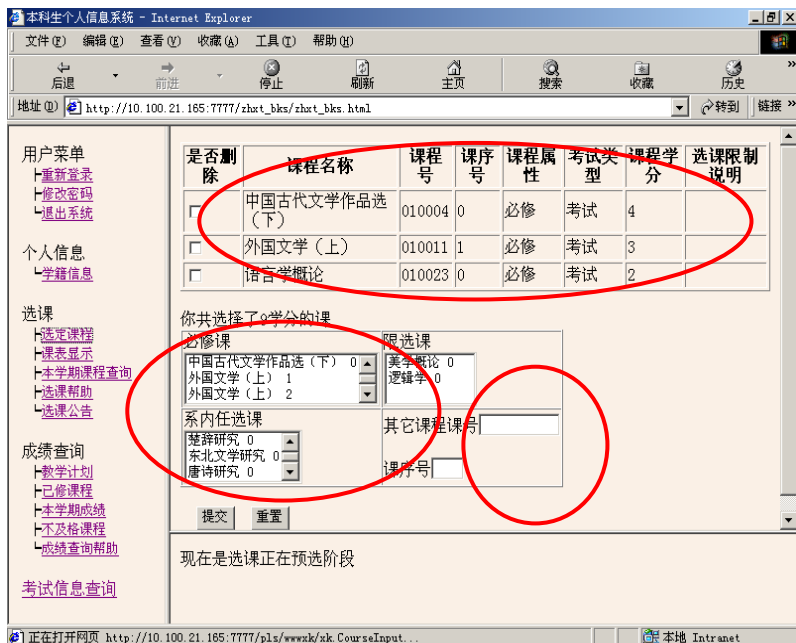 本科生个人信息系统 - Internet Explorer
文件(F) 编辑(E) 查看(V) 收藏(A) 工具(T) 帮助(H)
后退 前进 停止 刷新 主页 搜索 收藏 历史 »
地址(D) http://10.100.21.165:7777/zhxt_bks/zhxt_bks.html 转到 链接 »
用户菜单
重新登录
修改密码
退出系统
个人信息
学籍信息
选课
选定课程
课表显示
本学期课程查询
选课帮助
选课公告
成绩查询
教学计划
已修课程
本学期成绩
不及格课程
成绩查询帮助
考试信息查询
是否删除 课程名称 课程号 课序号 课程属性 考试类型 课程学分 选课限制说明
中国古代文学作品选（下） 010004 0 必修 考试 4
外国文学（上） 010011 1 必修 考试 3
语言学概论 010023 0 必修 考试 2
你共选择了9学分的课
必修课
中国古代文学作品选（下） 0
外国文学（上） 1
外国文学（上） 2
限选课
美学概论 0
逻辑学 0
系内任选课
楚辞研究 0
东北文学研究 0
唐诗研究 0
其它课程课号
课序号
提交 重置
现在是选课正在预选阶段
正在打开网页 http://10.100.21.165:7777/pls/wwwxk/xk.CourseInput... 本地 Intranet